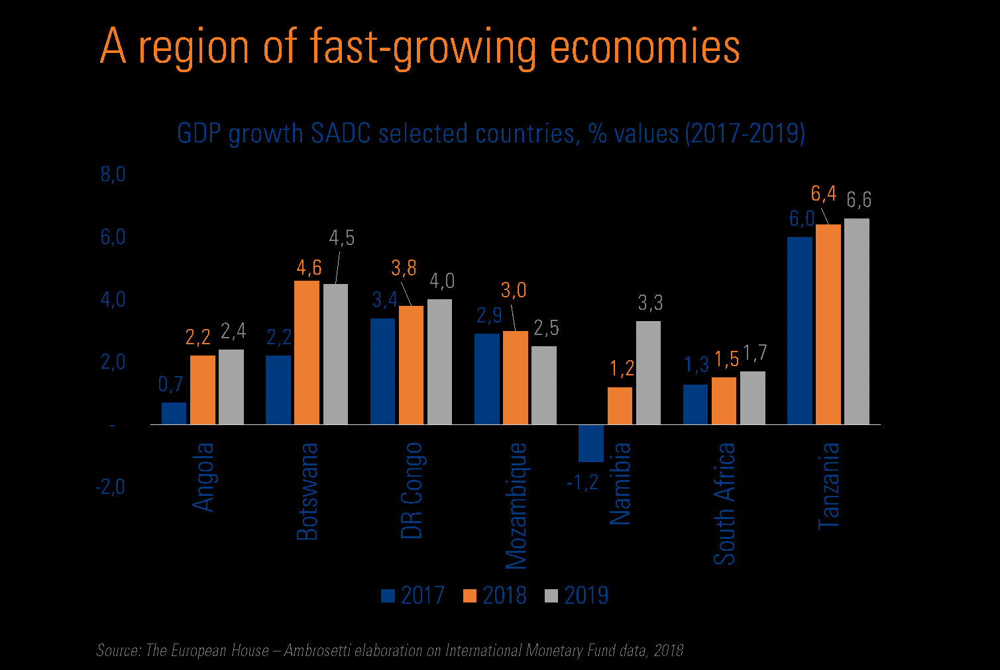 A region of fast-growing economies
GDP growth SADC selected countries, % values (2017-2019)
8,0
6,0
4,0
2,0
-
-2,0
0,7
2,2
2,4
2,2
4,6
4,5
3,4
3,8
4,0
2,9
3,0
2,5
-1,2
1,2
3,3
1,3
1,5
1,7
6,0
6,4
6,6
Angola
Botswana
DR Congo
Mozambique
Namibia
South Africa
Tanzania
2017 2018 2019
Source: The European House – Ambrosetti elaboration on International Monetary Fund data, 2018